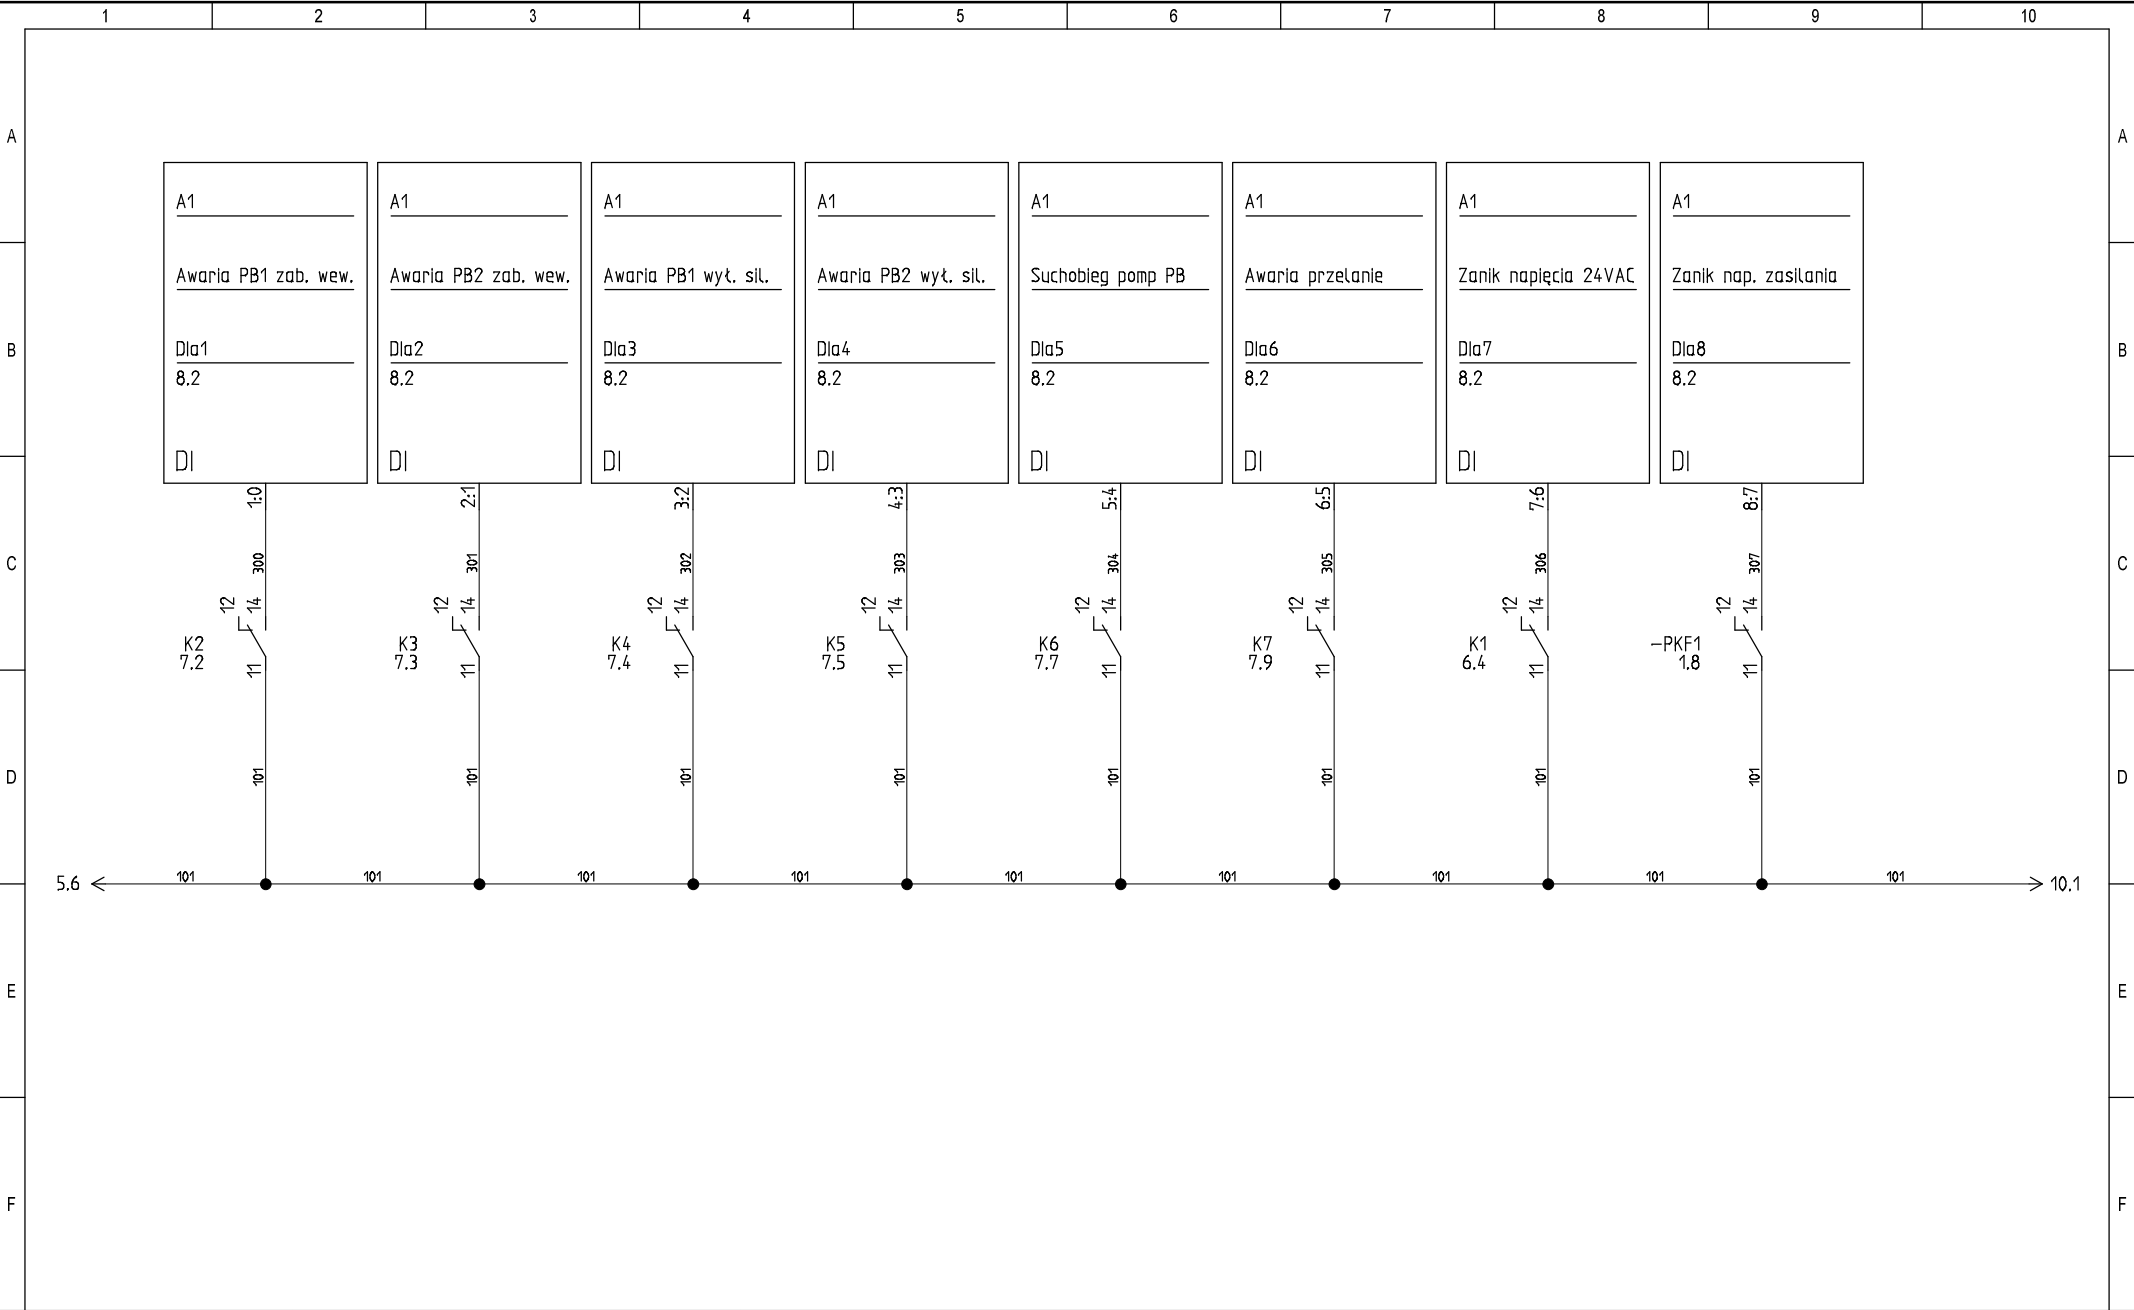 1 2 3 4 5 6 7 8 9 10
A A
A1 A1 A1 A1 A1 A1 A1 A1
Awaria PB1 zab. wew. Awaria PB2 zab. wew. Awaria PB1 wył. sil. Awaria PB2 wył. sil. Suchobieg pomp PB Awaria przelanie Zanik napięcia 24VAC Zanik nap. zasilania
B B
DIa1 DIa2 DIa3 DIa4 DIa5 DIa6 DIa7 DIa8
8.2 8.2 8.2 8.2 8.2 8.2 8.2 8.2
DI DI DI DI DI DI DI DI
1:0 2:1 3:2 4:3 5:4 6:5 7:6 8:7
C C
300 301 302 303 304 305 306 307
12 14 12 14 12 14 12 14 12 14 12 14 12 14 12 14
K2 K3 K4 K5 K6 K7 K1 -PKF1
7.2 7.3 7.4 7.5 7.7 7.9 6.4 1.8
11 11 11 11 11 11 11 11
D D
101 101 101 101 101 101 101 101
101 101 101 101 101 101 101 101 101
5.6 10.1
E E
F F